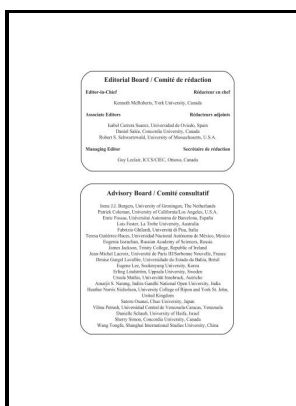 Editorial Board / Comité de rédaction
Editor-in-Chief Rédacteur en chef
Kenneth McRoberts, York University, Canada
Associate Editors Rédacteurs adjoints
Isabel Carrera Suarez, Universidad de Oviedo, Spain
Daniel Salée, Concordia University, Canada
Robert S. Schwartzwald, University of Massachusetts, U.S.A.
Managing Editor Secrétaire de rédaction
Guy Leclair, ICCS/CIEC, Ottawa, Canada
Advisory Board / Comité consultatif
Irene J.J. Burgers, University of Groningen, The Netherlands
Patrick Coleman, University of California/Los Angeles, U.S.A.
Enric Fossas, Universitat Autònoma de Barcelona, España
Lois Foster, La Trobe University, Australia
Fabrizio Ghilardi, Università di Pisa, Italia
Teresa Gutiérrez-Haces, Universidad Nacional Autónoma de México, Mexico
Eugenia Issraelian, Russian Academy of Sciences, Russia
James Jackson, Trinity College, Republic of Ireland
Jean-Michel Lacroix, Université de Paris III/Sorbonne Nouvelle, France
Denise Gurgel Lavallée, Universidade do Estado da Bahia, Brésil
Eugene Lee, Sookmyung University, Korea
Erling Lindström, Uppsala University, Sweden
Ursula Mathis, Universität Innsbruck, Autriche
Amarjit S. Narang, Indira Gandhi National Open University, India
Heather Norris Nicholson, University College of Ripon and York St. John,
United Kingdom
Satoru Osanai, Chuo University, Japan
Vilma Petrash, Universidad Central de Venezuela-Caracas, Venezuela
Danielle Schaub, University of Haifa, Israel
Sherry Simon, Concordia University, Canada
Wang Tongfu, Shanghai International Studies University, China